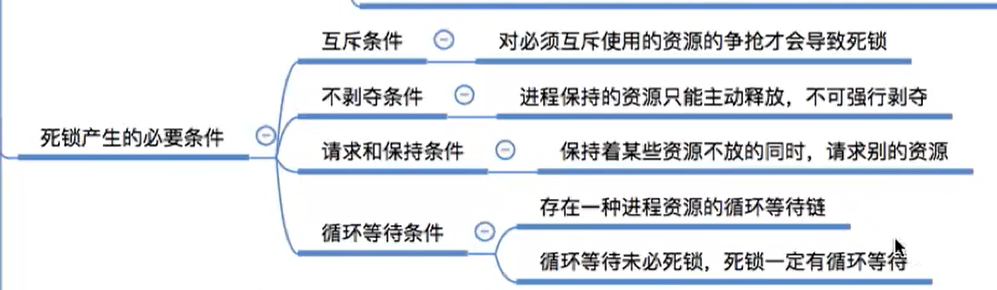 互斥条件
对必须互斥使用的资源的争抢才会导致死锁
不剥夺条件
进程保持的资源只能主动释放，不可强行剥夺
死锁产生的必要条件
请求和保持条件
保持着某些资源不放的同时，请求别的资源
循环等待条件
存在一种进程资源的循环等待链
循环等待未必死锁，死锁一定有循环等待